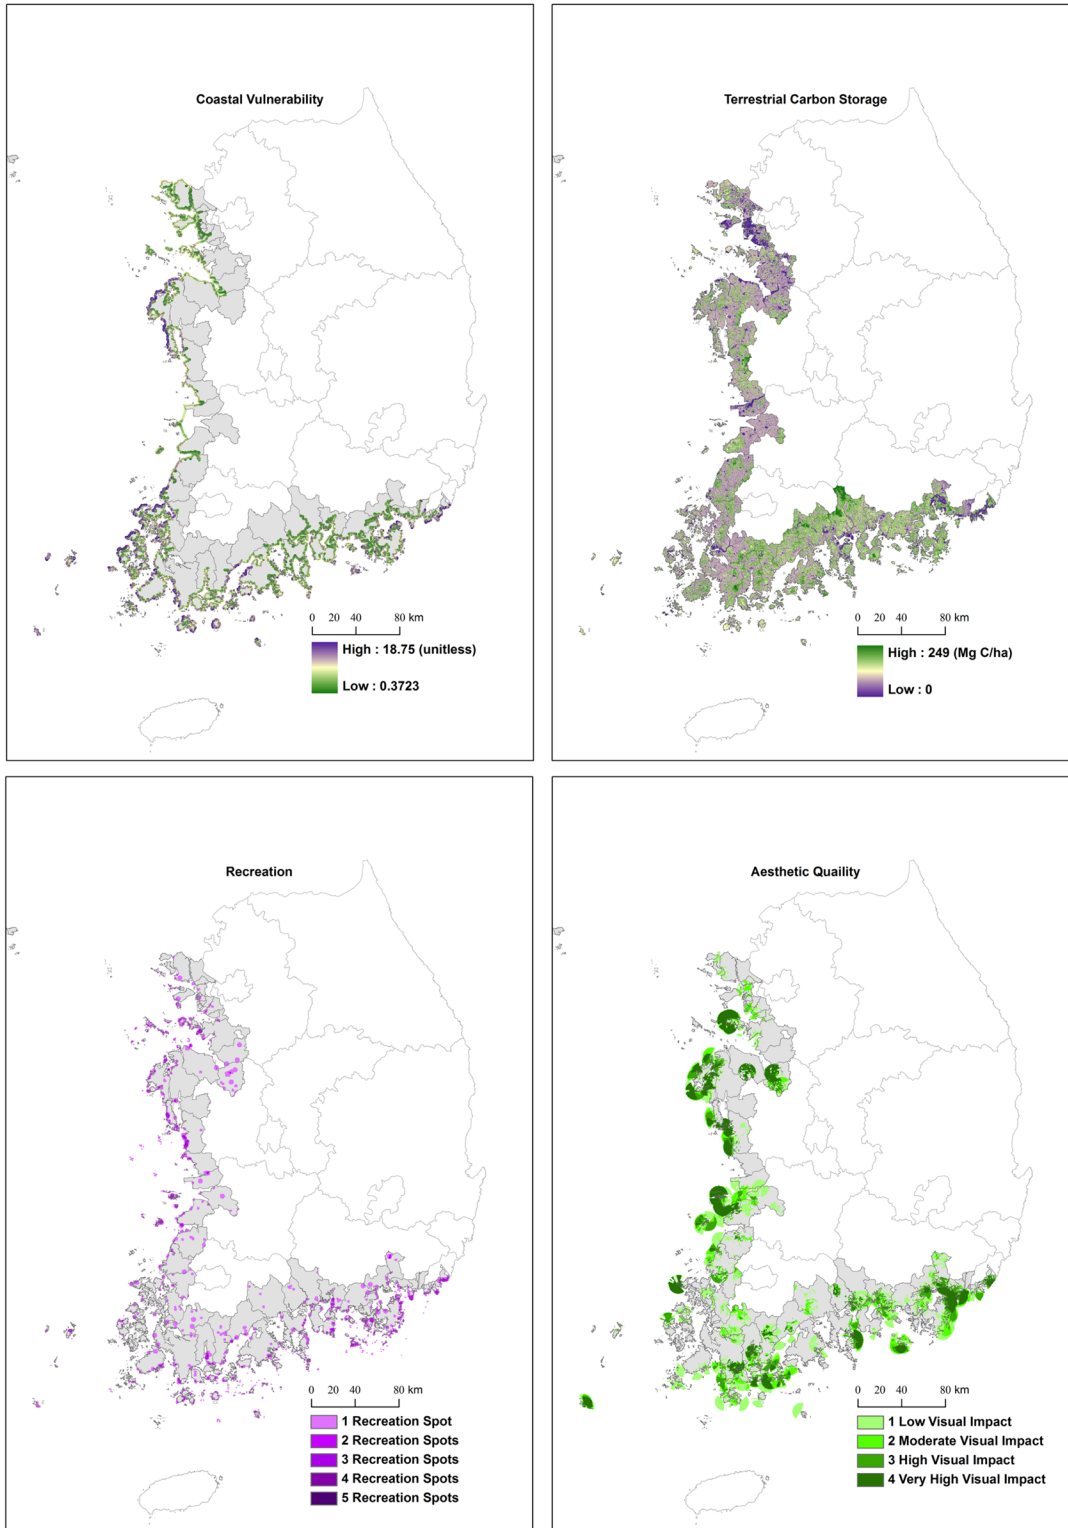 Coastal Vulnerability
0 20 40 80 km
High : 18.75 (unitless)
Low : 0.3723
Terrestrial Carbon Storage
0 20 40 80 km
High : 249 (Mg C/ha)
Low : 0
Recreation
0 20 40 80 km
1 Recreation Spot
2 Recreation Spots
3 Recreation Spots
4 Recreation Spots
5 Recreation Spots
Aesthetic Quaility
0 20 40 80 km
1 Low Visual Impact
2 Moderate Visual Impact
3 High Visual Impact
4 Very High Visual Impact